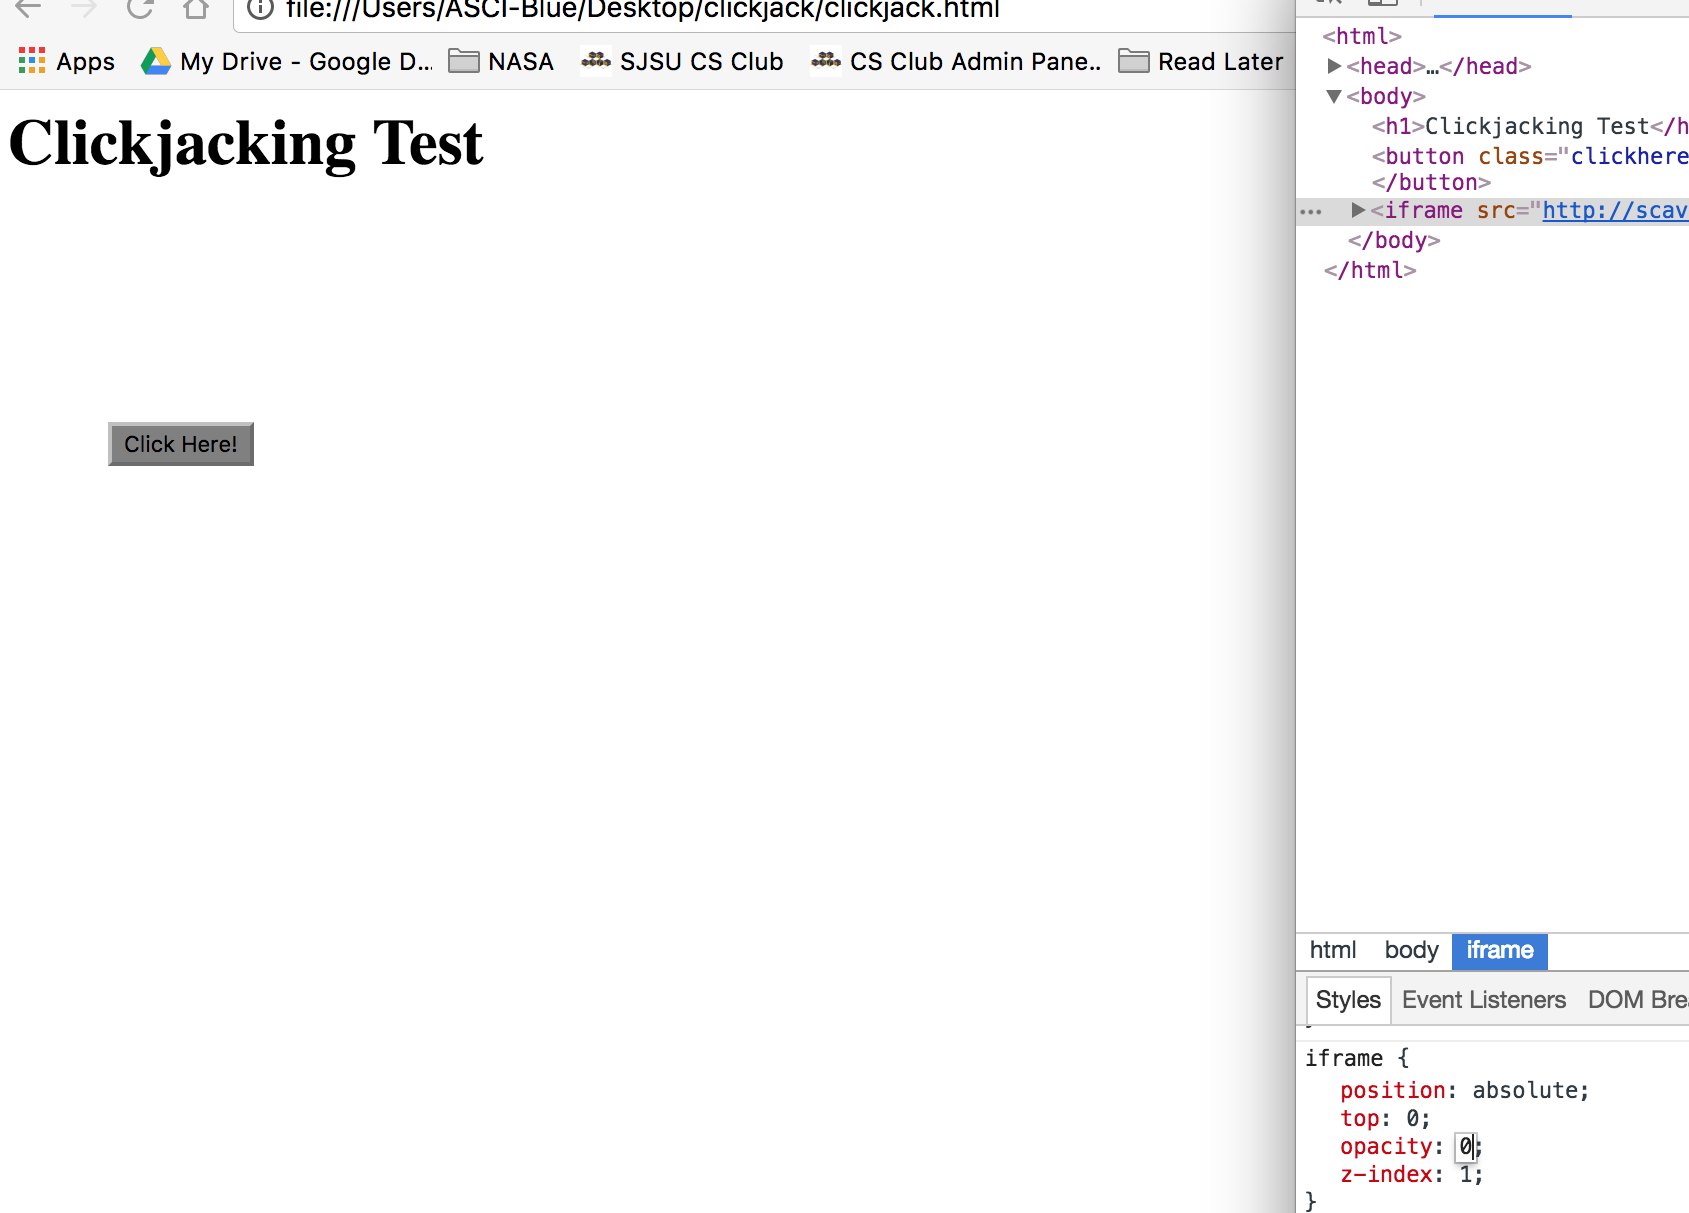 file:///Users/ASCI-Blue/Desktop/clickjack/clickjack.html
Apps My Drive - Google D... NASA SJSU CS Club CS Club Admin Pane.. Read Later
Clickjacking Test
Click Here!
<html>
<head>…</head>
<body>
<h1>Clickjacking Test</h
<button class="clickhere
</button>
… <iframe src="http://scav
</body>
</html>
html body iframe
Styles Event Listeners DOM Brea
iframe {
position: absolute;
top: 0;
opacity: 0;
z-index: 1;
}